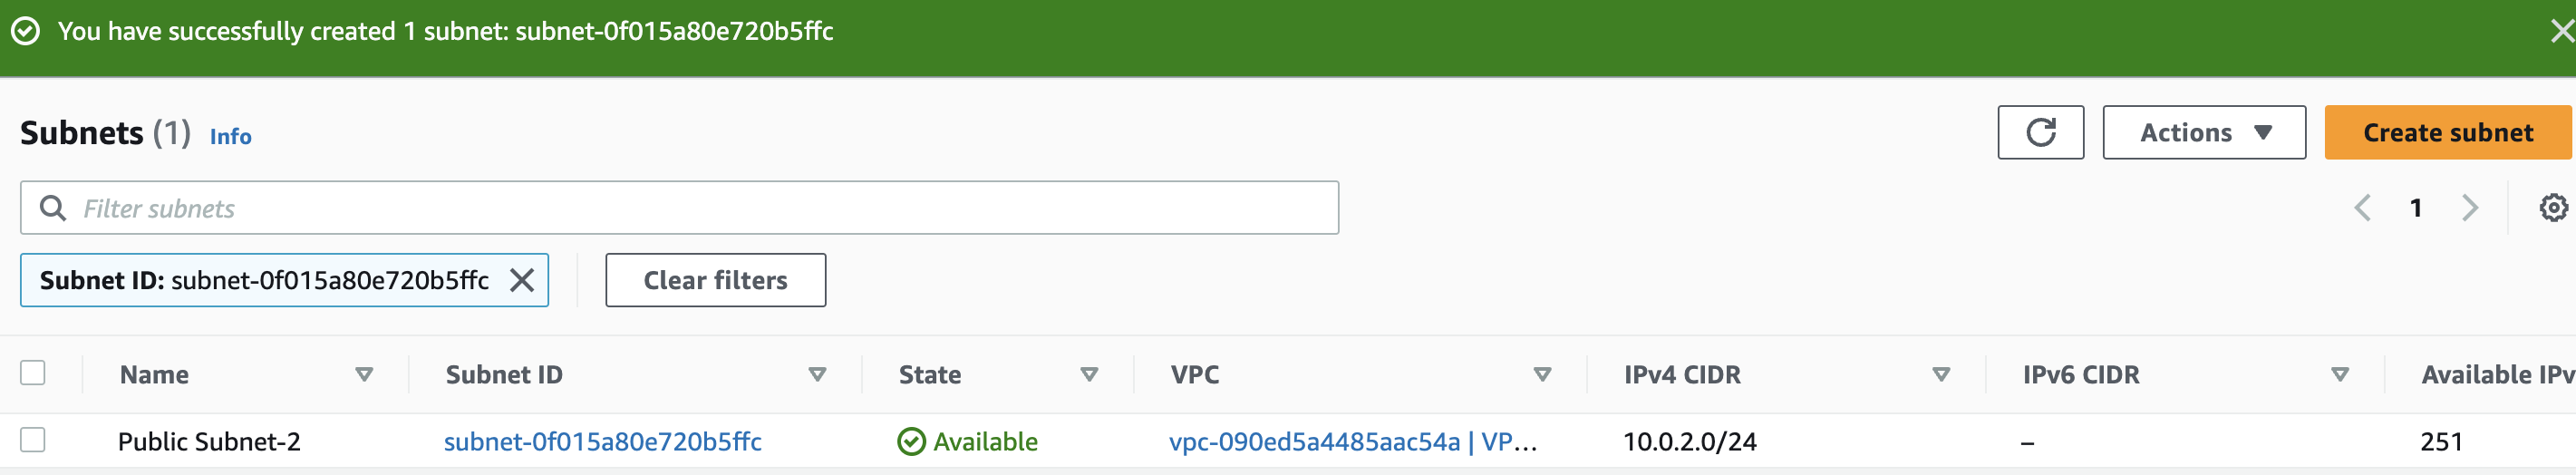 You have successfully created 1 subnet: subnet-0f015a80e720b5ffc
Subnets (1) Info
Actions
Create subnet
Filter subnets
1
Subnet ID: subnet-0f015a80e720b5ffc
Clear filters
Name Subnet ID State VPC IPv4 CIDR IPv6 CIDR Available IPv
Public Subnet-2 subnet-0f015a80e720b5ffc Available vpc-090ed5a4485aac54a | VP... 10.0.2.0/24 – 251